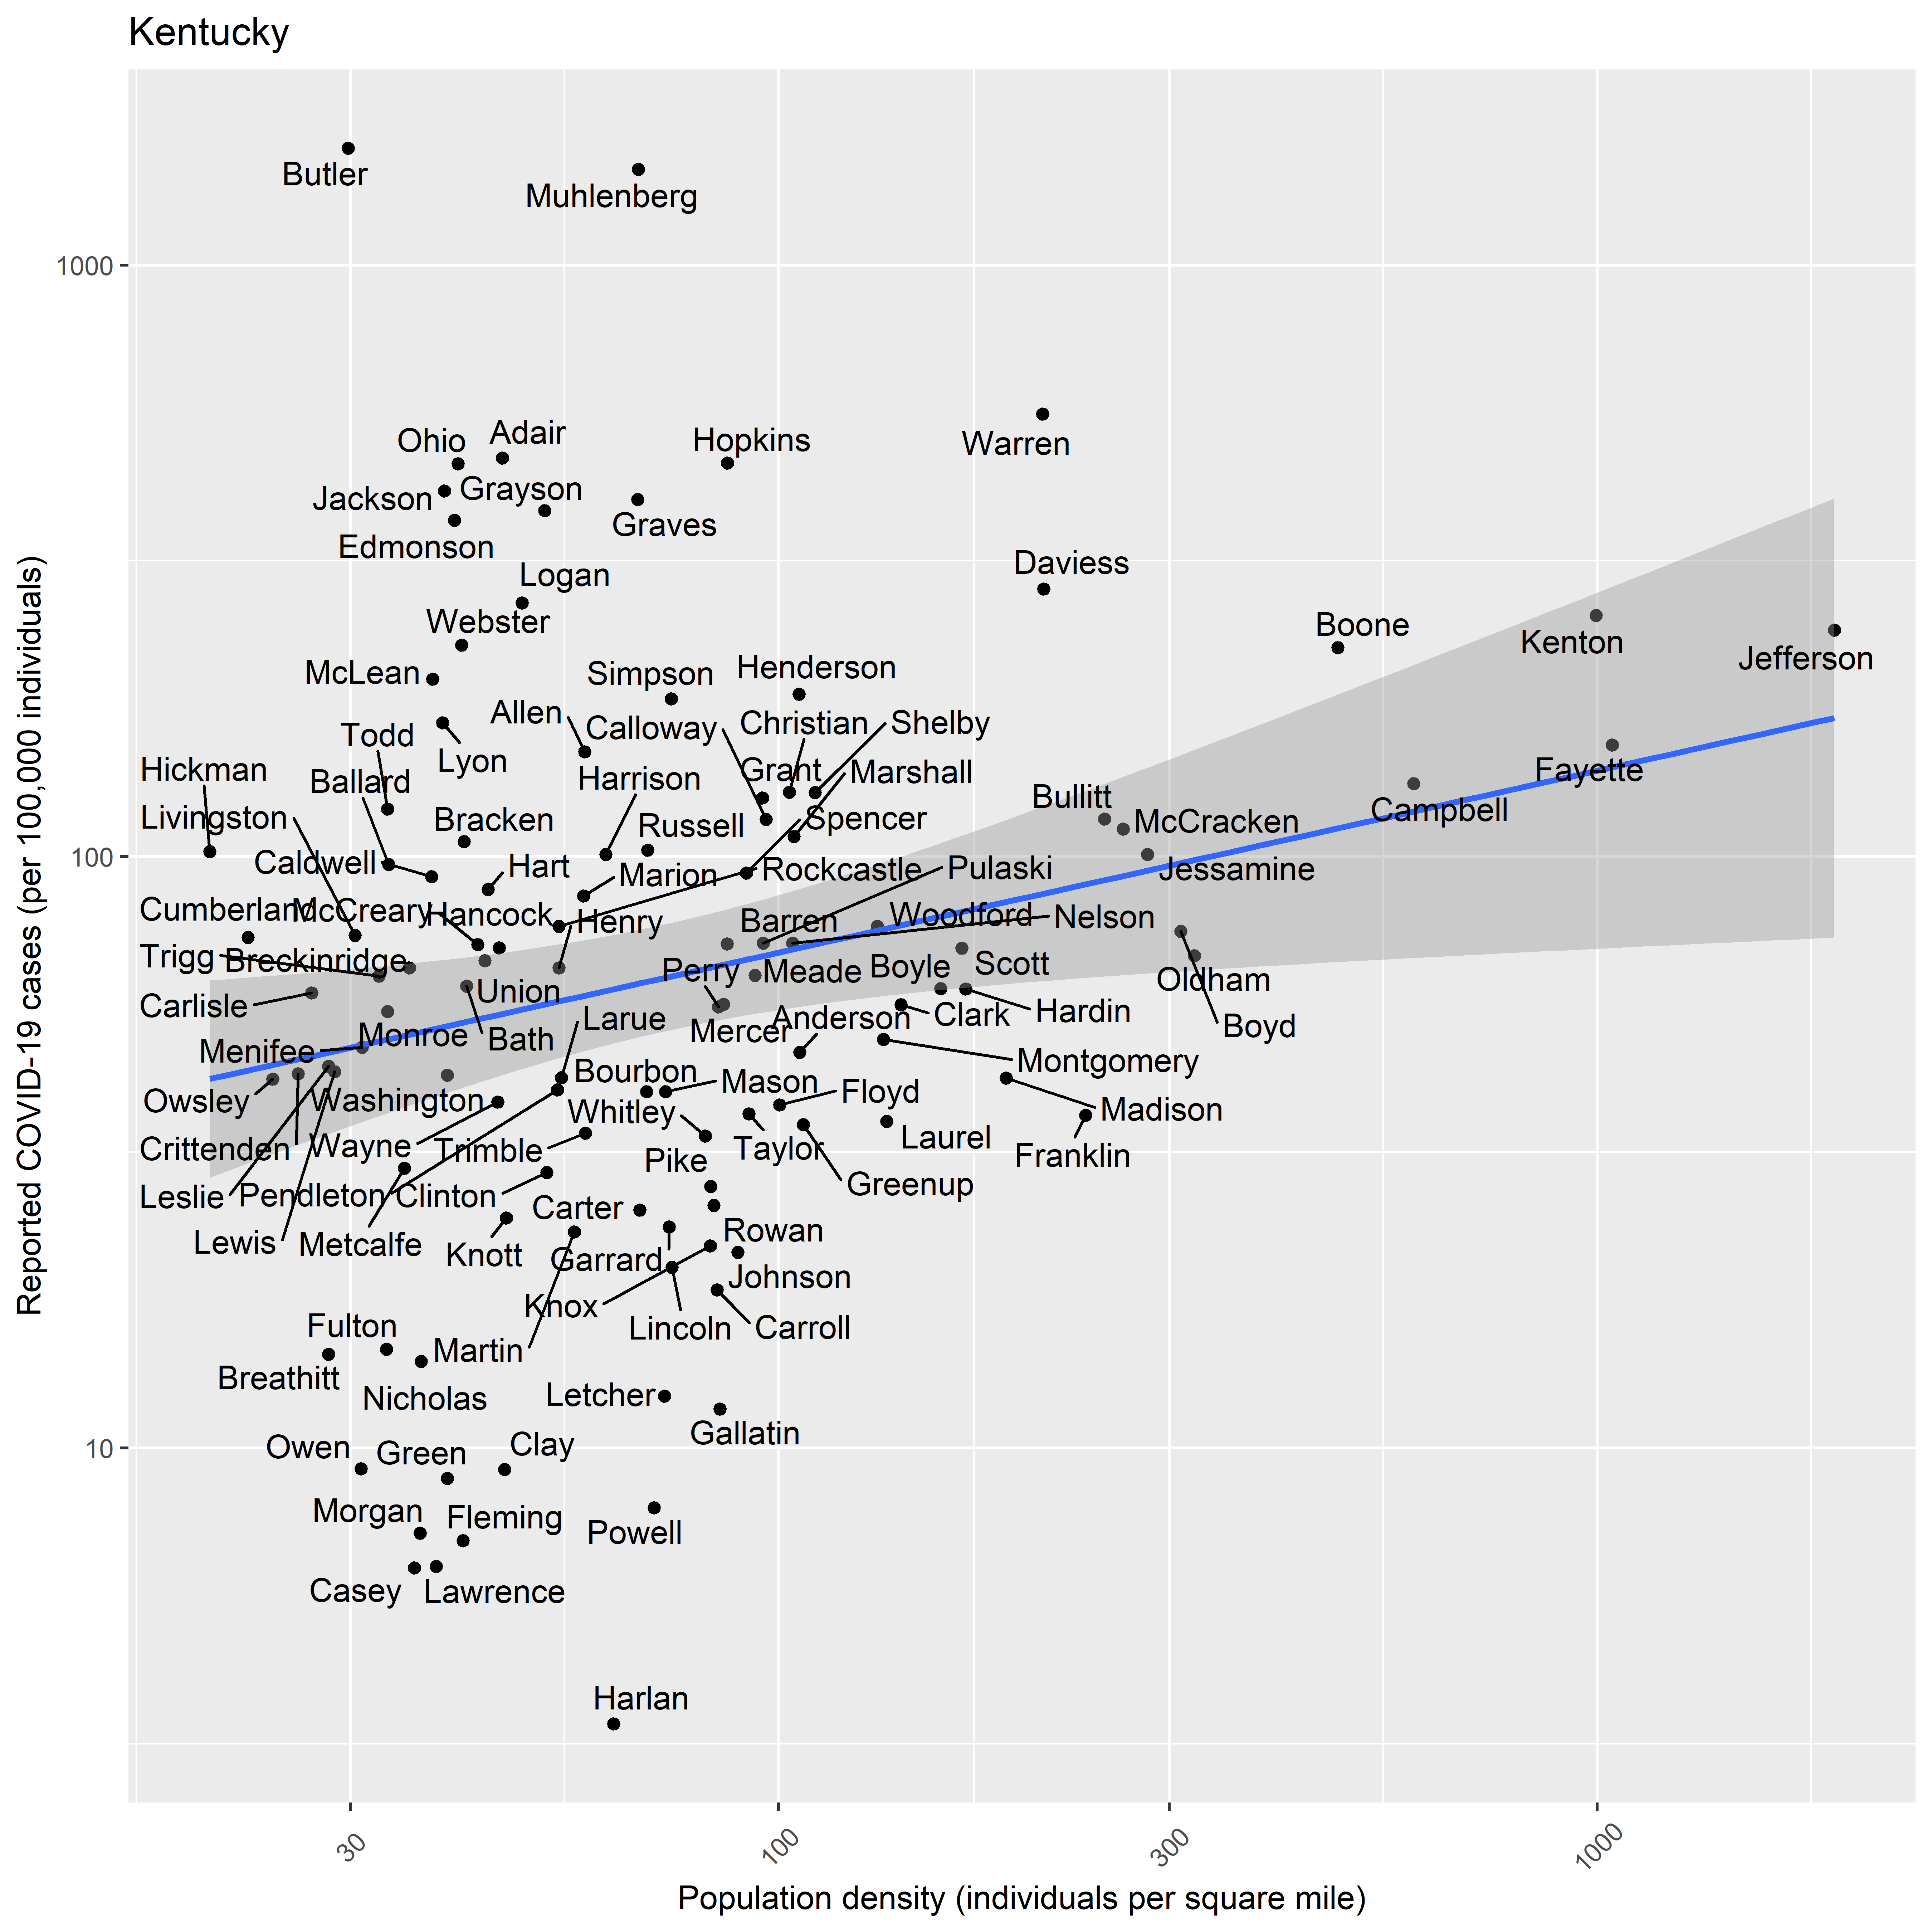 Kentucky
Butler
Muhlenberg
1000
Ohio
Adair
Hopkins
Warren
Jackson
Grayson
Graves
Edmonson
Daviess
Logan
Webster
Boone
Kenton
Jefferson
McLean
Simpson
Henderson
Allen
Calloway
Christian
Shelby
Todd
Lyon
Hickman
Ballard
Harrison
Grant
Marshall
Fayette
Livingston
Bracken
Russell
Spencer
Bullitt
McCracken
Campbell
100
Caldwell
Hart
Marion
Rockcastle
Pulaski
Jessamine
Cumberland
McCreary
Hancock
Henry
Barren
Woodford
Nelson
Trigg
Breckinridge
Perry
Meade
Boyle
Scott
Oldham
Carlisle
Union
Larue
Mercer
Anderson
Clark
Hardin
Boyd
Menifee
Monroe
Bath
Montgomery
Owsley
Washington
Bourbon
Mason
Floyd
Madison
Whitley
Crittenden
Wayne
Trimble
Taylor
Laurel
Franklin
Pike
Leslie
Pendleton
Clinton
Greenup
Carter
Lewis
Metcalfe
Knott
Garrard
Rowan
Johnson
Knox
Lincoln
Carroll
Fulton
Martin
Breathitt
Nicholas
Letcher
Gallatin
10
Owen
Green
Clay
Morgan
Fleming
Powell
Casey
Lawrence
Harlan
30
100
300
1000
Population density (individuals per square mile)
Reported COVID-19 cases (per 100,000 individuals)